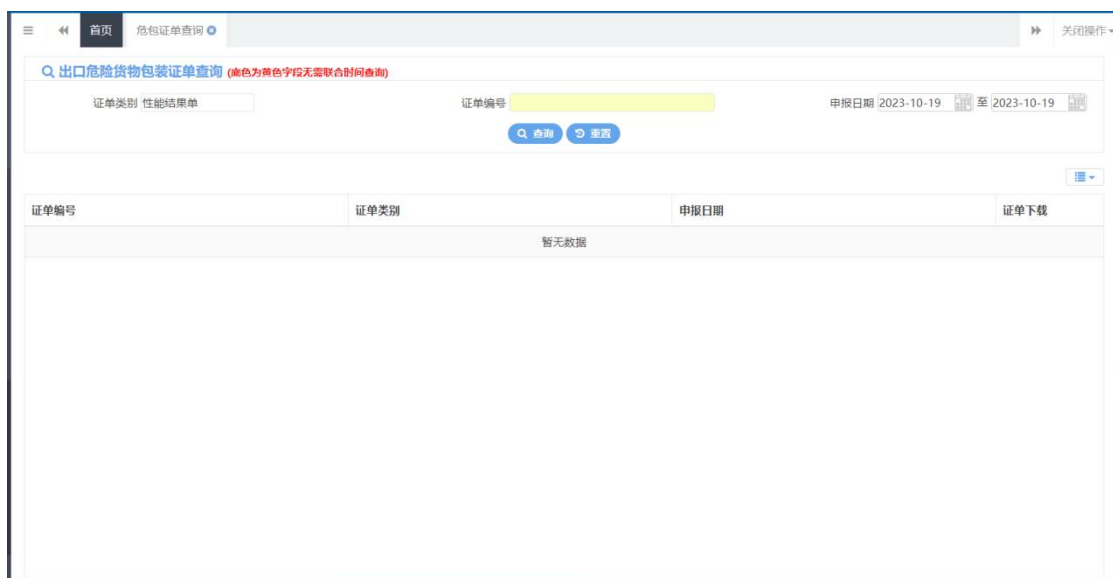 首页 危包证单查询 关闭操作
出口危险货物包装证单查询 (底色为黄色字段无需联合时间查询)
证单类别 性能结果单 证单编号 申报日期 2023-10-19 至 2023-10-19
查询 重置
证单编号 证单类别 申报日期 证单下载
暂无数据